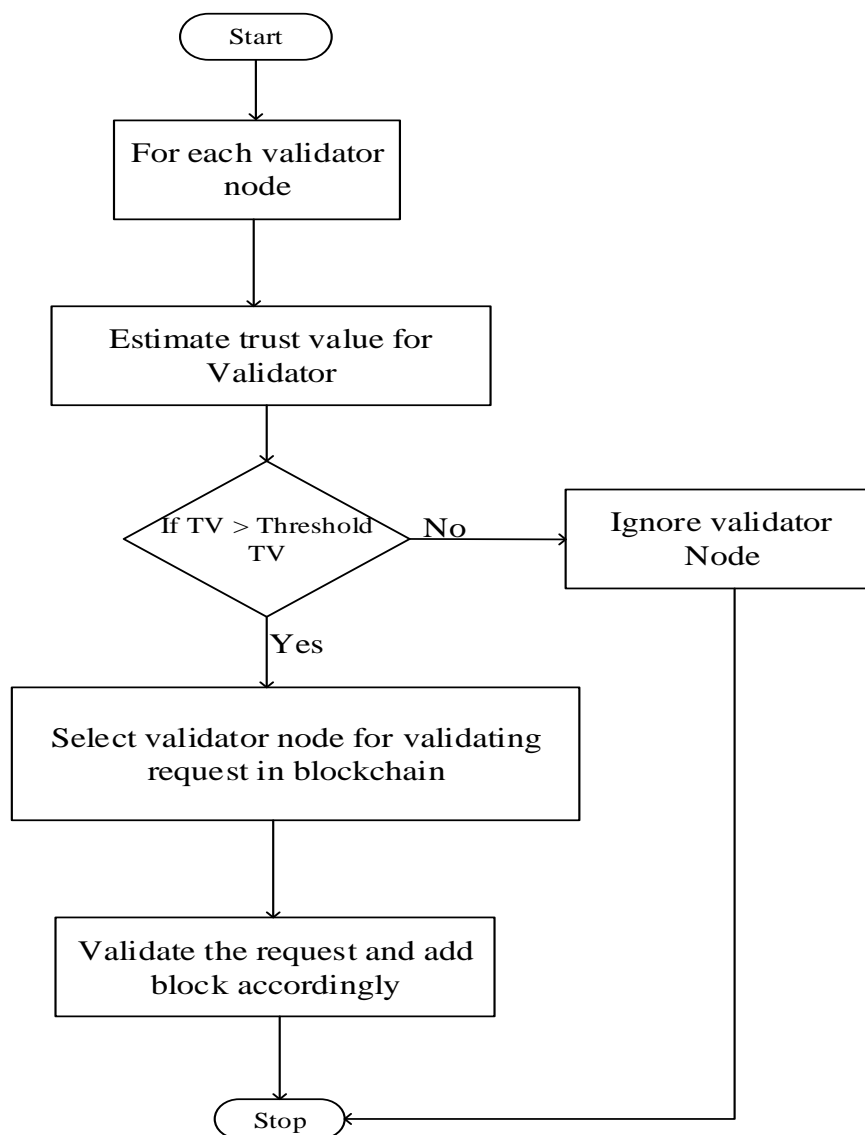 Start
For each validator
node
Estimate trust value for
Validator
If TV > Threshold
TV
No
Ignore validator
Node
Yes
Select validator node for validating
request in blockchain
Validate the request and add
block accordingly
Stop